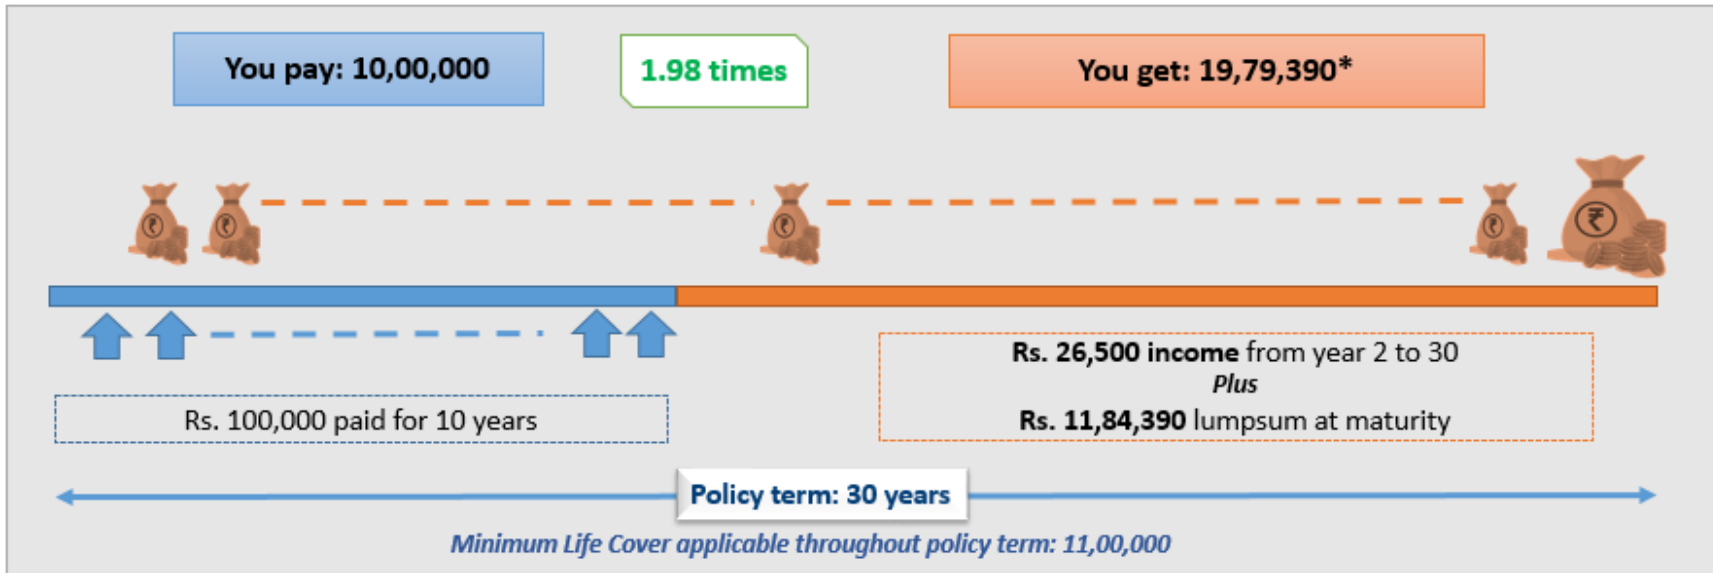 You pay: 10,00,000
1.98 times
You get: 19,79,390*
Rs. 100,000 paid for 10 years
Rs. 26,500 income from year 2 to 30
Plus
Rs. 11,84,390 lumpsum at maturity
Policy term: 30 years
Minimum Life Cover applicable throughout policy term: 11,00,000